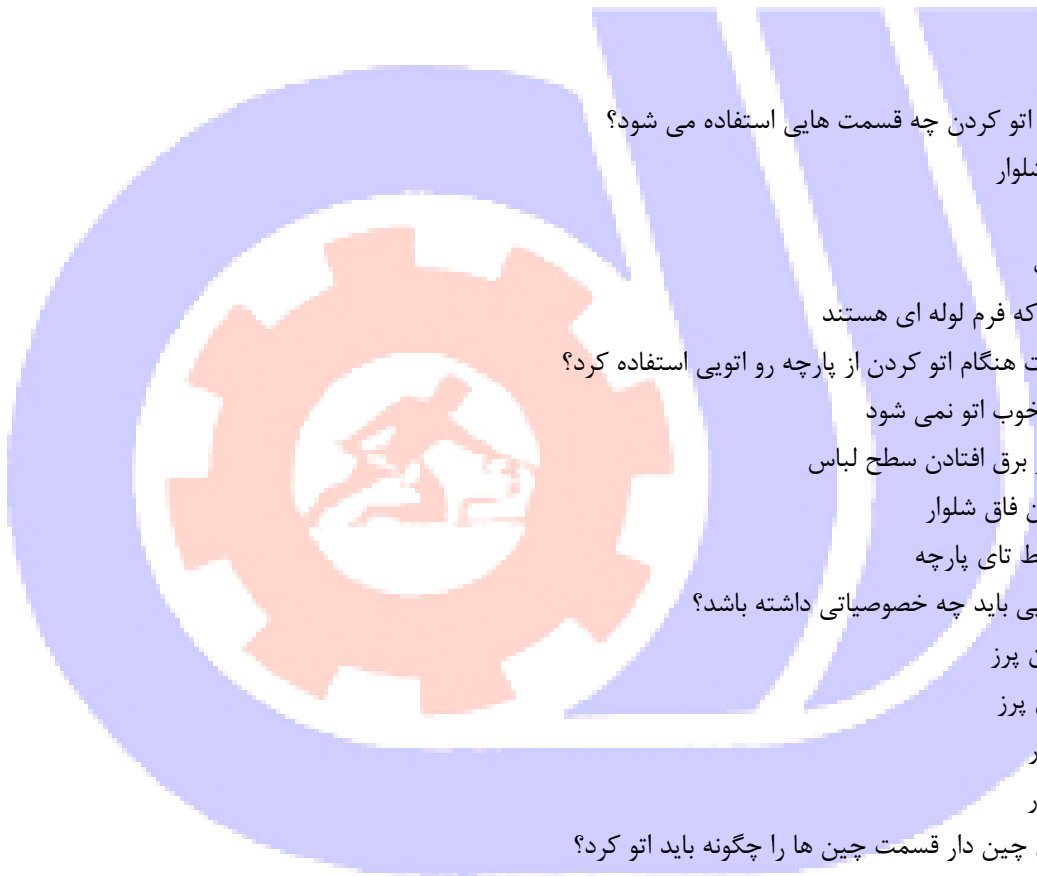 اتو کردن چه قسمت هایی استفاده می شود؟
شلوار
که فرم لوله ای هستند
هنگام اتو کردن از پارچه رو اتویی استفاده کرد؟
خوب اتو نمی شود
برق افتادن سطح لباس
فاق شلوار
تای پارچه
باید چه خصوصیاتی داشته باشد؟
پرز
پرز
چین دار قسمت چین ها را چگونه باید اتو کرد؟